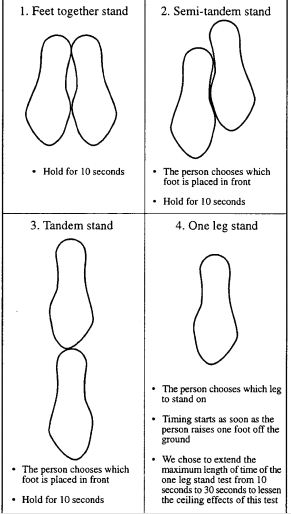 1. Feet together stand
• Hold for 10 seconds
2. Semi-tandem stand
• The person chooses which
foot is placed in front
• Hold for 10 seconds
3. Tandem stand
• The person chooses which
foot is placed in front
• Hold for 10 seconds
4. One leg stand
• The person chooses which leg
to stand on
• Timing starts as soon as the
person raises one foot off the
ground
• We chose to extend the
maximum length of time of the
one leg stand test from 10
seconds to 30 seconds to lessen
the ceiling effects of this test